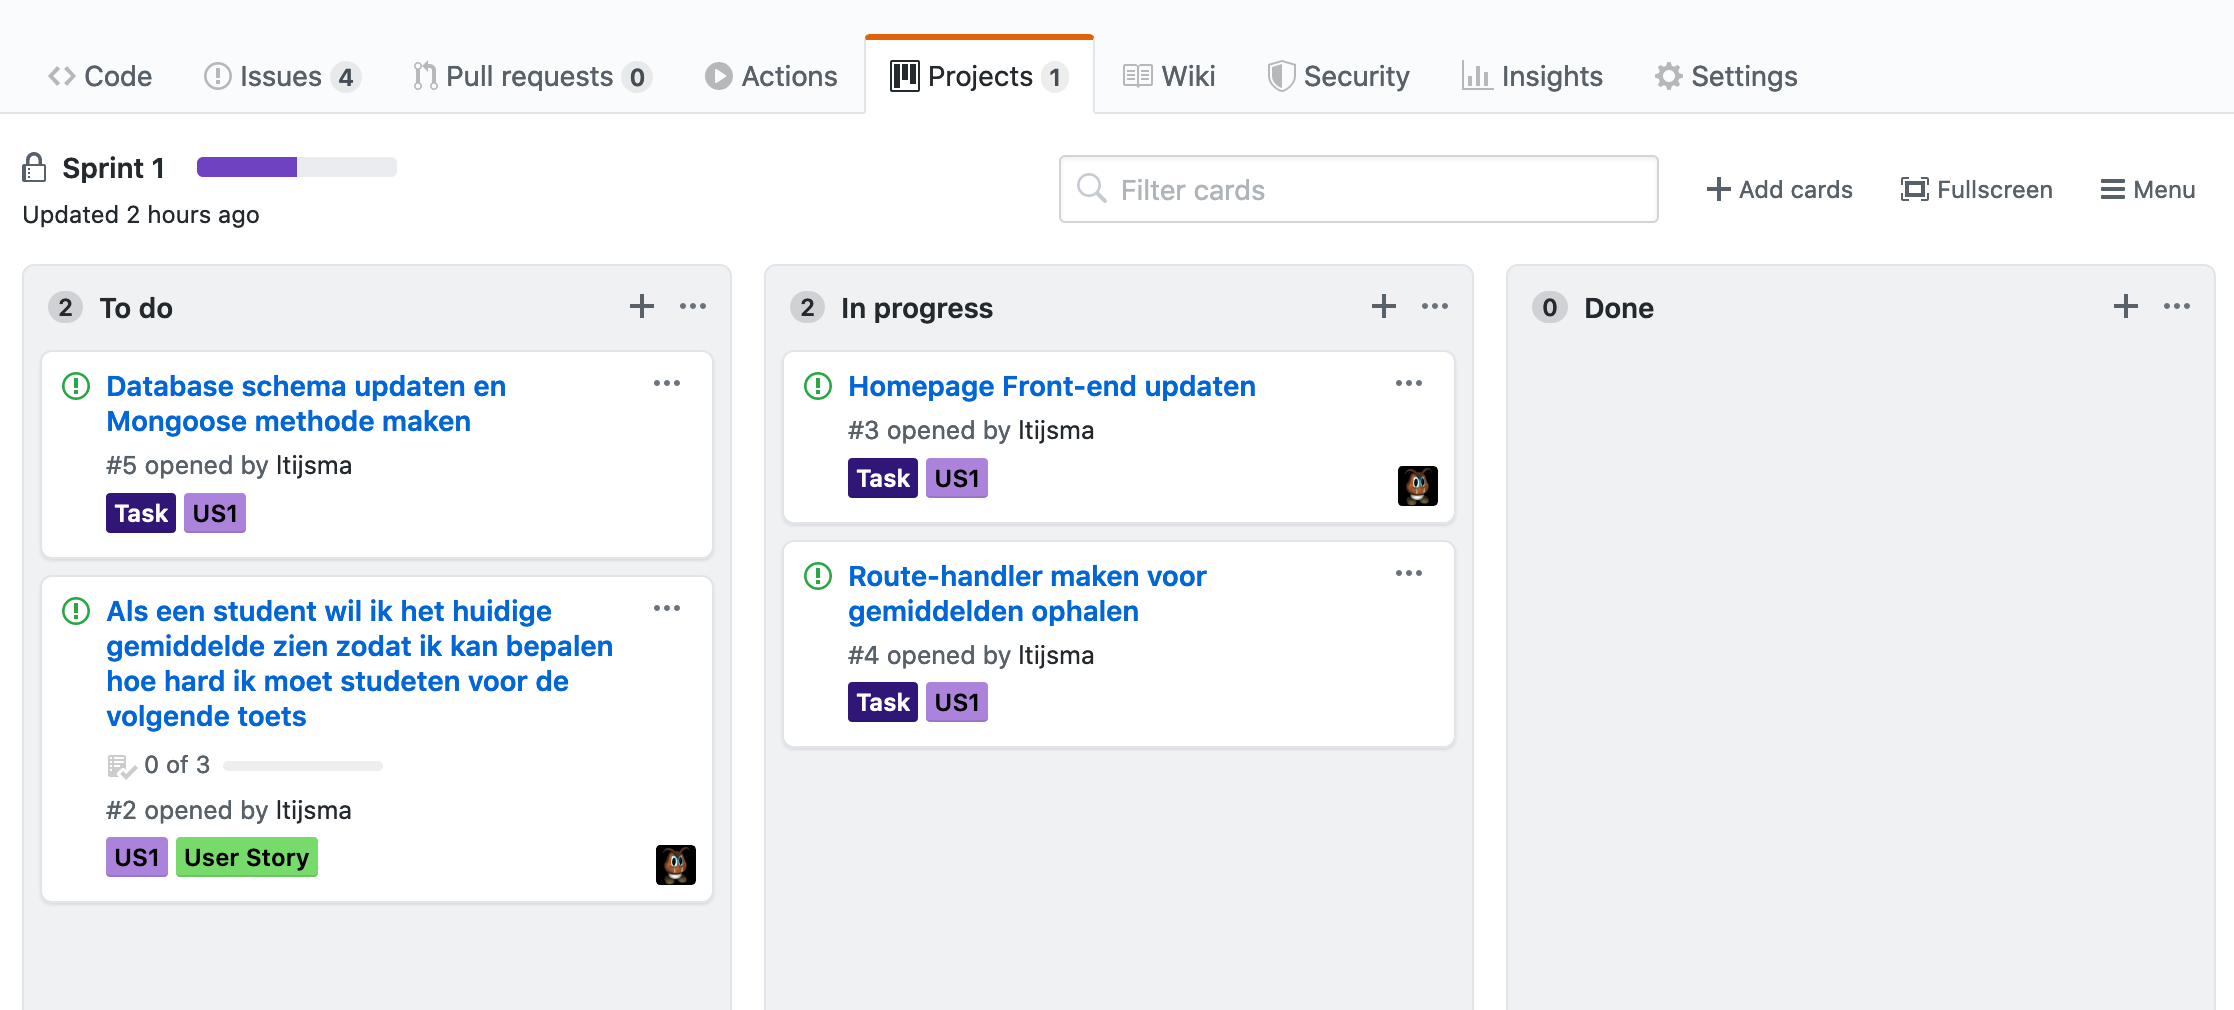 Code Issues 4 Pull requests 0 Actions Projects 1 Wiki Security Insights Settings
Sprint 1
Updated 2 hours ago
Filter cards
Add cards Fullscreen Menu
2 To do
Database schema updaten en
Mongoose methode maken
#5 opened by ltijsma
Task US1
Als een student wil ik het huidige
gemiddelde zien zodat ik kan bepalen
hoe hard ik moet studeten voor de
volgende toets
0 of 3
#2 opened by ltijsma
US1 User Story
2 In progress
Homepage Front-end updaten
#3 opened by ltijsma
Task US1
Route-handler maken voor
gemiddelden ophalen
#4 opened by ltijsma
Task US1
0 Done